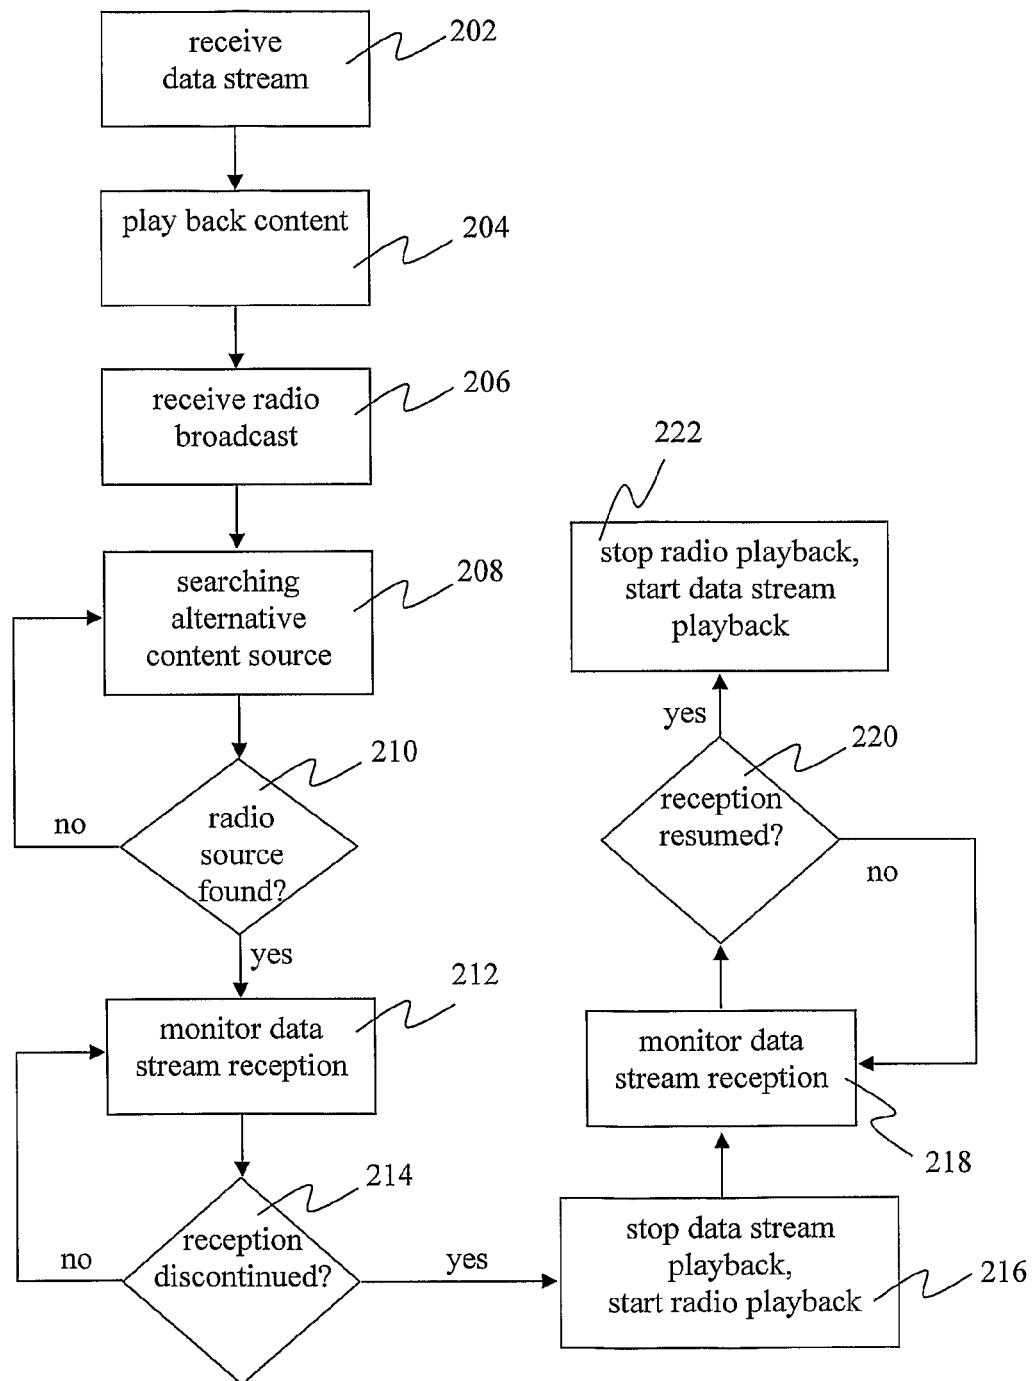 receive
data stream
202
play back content
204
receive radio
broadcast
206
searching
alternative
content source
208
radio
source
found?
210
no
yes
monitor data
stream reception
212
reception
discontinued?
214
no
yes
stop data stream
playback,
start radio playback
216
monitor data
stream reception
218
reception
resumed?
220
no
yes
stop radio playback,
start data stream
playback
222